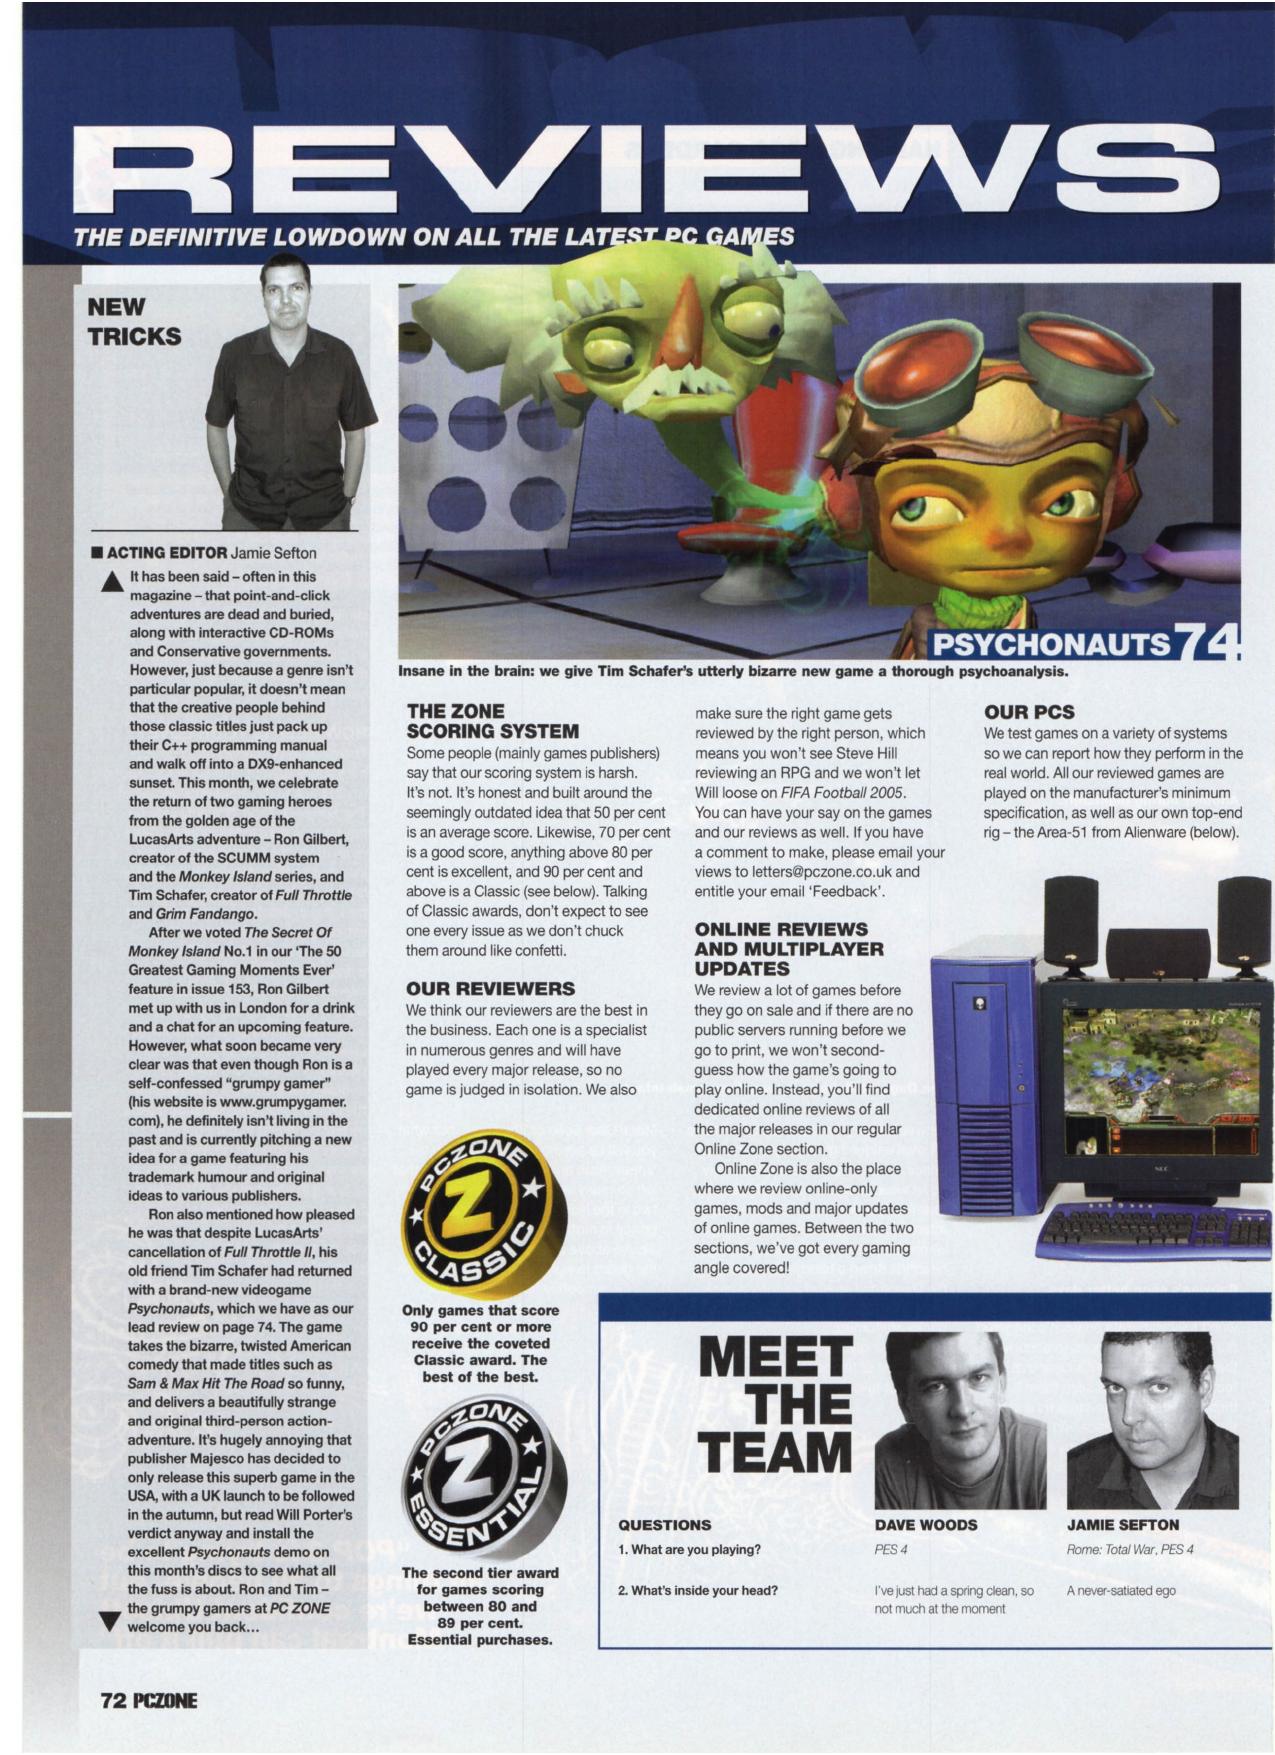 REVIEWS
THE DEFINITIVE LOWDOWN ON ALL THE LATEST PC GAMES
NEW
TRICKS
■ ACTING EDITOR Jamie Sefton
▲ It has been said – often in this
magazine – that point-and-click
adventures are dead and buried,
along with interactive CD-ROMs
and Conservative governments.
However, just because a genre isn't
particular popular, it doesn't mean
that the creative people behind
those classic titles just pack up
their C++ programming manual
and walk off into a DX9-enhanced
sunset. This month, we celebrate
the return of two gaming heroes
from the golden age of the
LucasArts adventure – Ron Gilbert,
creator of the SCUMM system
and the Monkey Island series, and
Tim Schafer, creator of Full Throttle
and Grim Fandango.
After we voted The Secret Of
Monkey Island No.1 in our 'The 50
Greatest Gaming Moments Ever'
feature in issue 153, Ron Gilbert
met up with us in London for a drink
and a chat for an upcoming feature.
However, what soon became very
clear was that even though Ron is a
self-confessed "grumpy gamer"
(his website is www.grumpygamer.
com), he definitely isn't living in the
past and is currently pitching a new
idea for a game featuring his
trademark humour and original
ideas to various publishers.
Ron also mentioned how pleased
he was that despite LucasArts'
cancellation of Full Throttle II, his
old friend Tim Schafer had returned
with a brand-new videogame
Psychonauts, which we have as our
lead review on page 74. The game
takes the bizarre, twisted American
comedy that made titles such as
Sam & Max Hit The Road so funny,
and delivers a beautifully strange
and original third-person action-
adventure. It's hugely annoying that
publisher Majesco has decided to
only release this superb game in the
USA, with a UK launch to be followed
in the autumn, but read Will Porter's
verdict anyway and install the
excellent Psychonauts demo on
this month's discs to see what all
the fuss is about. Ron and Tim –
the grumpy gamers at PC ZONE
▼ welcome you back...
PSYCHONAUTS 74
Insane in the brain: we give Tim Schafer's utterly bizarre new game a thorough psychoanalysis.
THE ZONE
SCORING SYSTEM
Some people (mainly games publishers)
say that our scoring system is harsh.
It's not. It's honest and built around the
seemingly outdated idea that 50 per cent
is an average score. Likewise, 70 per cent
is a good score, anything above 80 per
cent is excellent, and 90 per cent and
above is a Classic (see below). Talking
of Classic awards, don't expect to see
one every issue as we don't chuck
them around like confetti.
OUR REVIEWERS
We think our reviewers are the best in
the business. Each one is a specialist
in numerous genres and will have
played every major release, so no
game is judged in isolation. We also
make sure the right game gets
reviewed by the right person, which
means you won't see Steve Hill
reviewing an RPG and we won't let
Will loose on FIFA Football 2005.
You can have your say on the games
and our reviews as well. If you have
a comment to make, please email your
views to letters@pczone.co.uk and
entitle your email 'Feedback'.
ONLINE REVIEWS
AND MULTIPLAYER
UPDATES
We review a lot of games before
they go on sale and if there are no
public servers running before we
go to print, we won't second-
guess how the game's going to
play online. Instead, you'll find
dedicated online reviews of all
the major releases in our regular
Online Zone section.
Online Zone is also the place
where we review online-only
games, mods and major updates
of online games. Between the two
sections, we've got every gaming
angle covered!
OUR PCS
We test games on a variety of systems
so we can report how they perform in the
real world. All our reviewed games are
played on the manufacturer's minimum
specification, as well as our own top-end
rig – the Area-51 from Alienware (below).
NEC
PCZONE
Z
CLASSIC
Only games that score
90 per cent or more
receive the coveted
Classic award. The
best of the best.
PCZONE
Z
ESSENTIAL
The second tier award
for games scoring
between 80 and
89 per cent.
Essential purchases.
MEET
THE
TEAM
QUESTIONS
1. What are you playing?
2. What's inside your head?
DAVE WOODS
PES 4
I've just had a spring clean, so
not much at the moment
JAMIE SEFTON
Rome: Total War, PES 4
A never-satiated ego
72 PCZONE